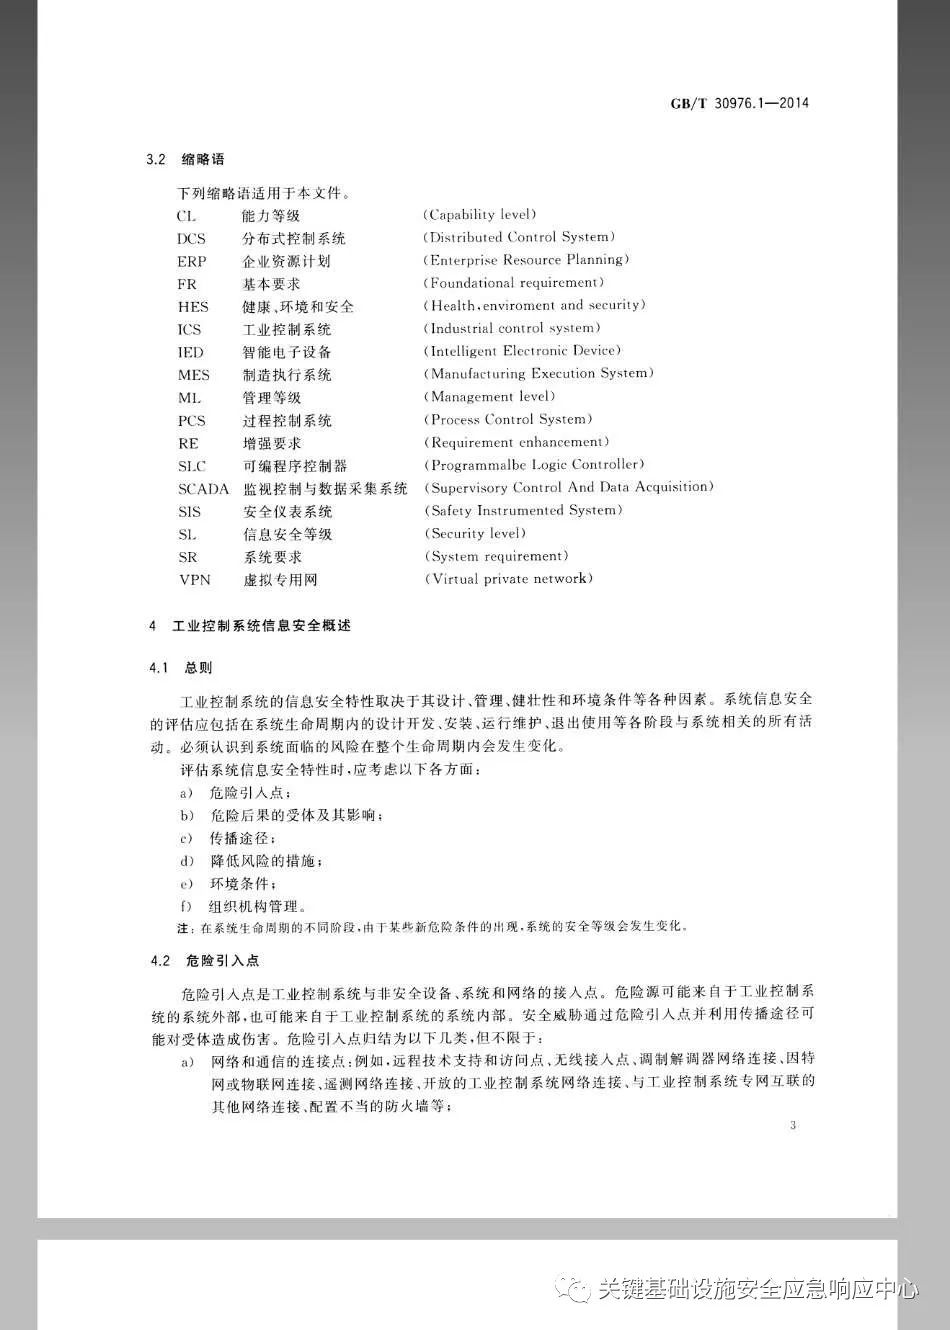 GB/T 30976.1—2014
3.2 缩略语
下列缩略语适用于本文件。
CL 能力等级 (Capability level)
DCS 分布式控制系统 (Distributed Control System)
ERP 企业资源计划 (Enterprise Resource Planning)
FR 基本要求 (Foundational requirement)
HES 健康、环境和安全 (Health,enviroment and security)
ICS 工业控制系统 (Industrial control system)
IED 智能电子设备 (Intelligent Electronic Device)
MES 制造执行系统 (Manufacturing Execution System)
ML 管理等级 (Management level)
PCS 过程控制系统 (Process Control System)
RE 增强要求 (Requirement enhancement)
SLC 可编程序控制器 (Programmalbe Logic Controller)
SCADA 监视控制与数据采集系统 (Supervisory Control And Data Acquisition)
SIS 安全仪表系统 (Safety Instrumented System)
SL 信息安全等级 (Security level)
SR 系统要求 (System requirement)
VPN 虚拟专用网 (Virtual private network)
4 工业控制系统信息安全概述
4.1 总则
工业控制系统的信息安全特性取决于其设计、管理、健壮性和环境条件等各种因素。系统信息安全
的评估应包括在系统生命周期内的设计开发、安装、运行维护、退出使用等各阶段与系统相关的所有活
动。必须认识到系统面临的风险在整个生命周期内会发生变化。
评估系统信息安全特性时,应考虑以下各方面:
a) 危险引入点;
b) 危险后果的受体及其影响;
c) 传播途径;
d) 降低风险的措施;
e) 环境条件;
f) 组织机构管理。
注:在系统生命周期的不同阶段,由于某些新危险条件的出现,系统的安全等级会发生变化。
4.2 危险引入点
危险引入点是工业控制系统与非安全设备、系统和网络的接入点。危险源可能来自于工业控制系
统的系统外部,也可能来自于工业控制系统的系统内部。安全威胁通过危险引入点并利用传播途径可
能对受体造成伤害。危险引入点归结为以下几类,但不限于:
a) 网络和通信的连接点:例如,远程技术支持和访问点、无线接入点、调制解调器网络连接、因特
网或物联网连接、遥测网络连接、开放的工业控制系统网络连接、与工业控制系统专网互联的
其他网络连接、配置不当的防火墙等;
3
关键基础设施安全应急响应中心